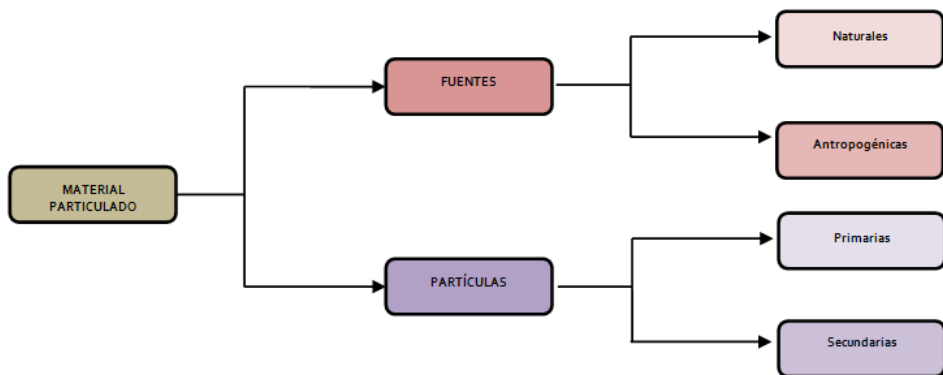 Naturales
FUENTES
Antropogénicas
MATERIAL
PARTICULADO
Primarias
PARTÍCULAS
Secundarias